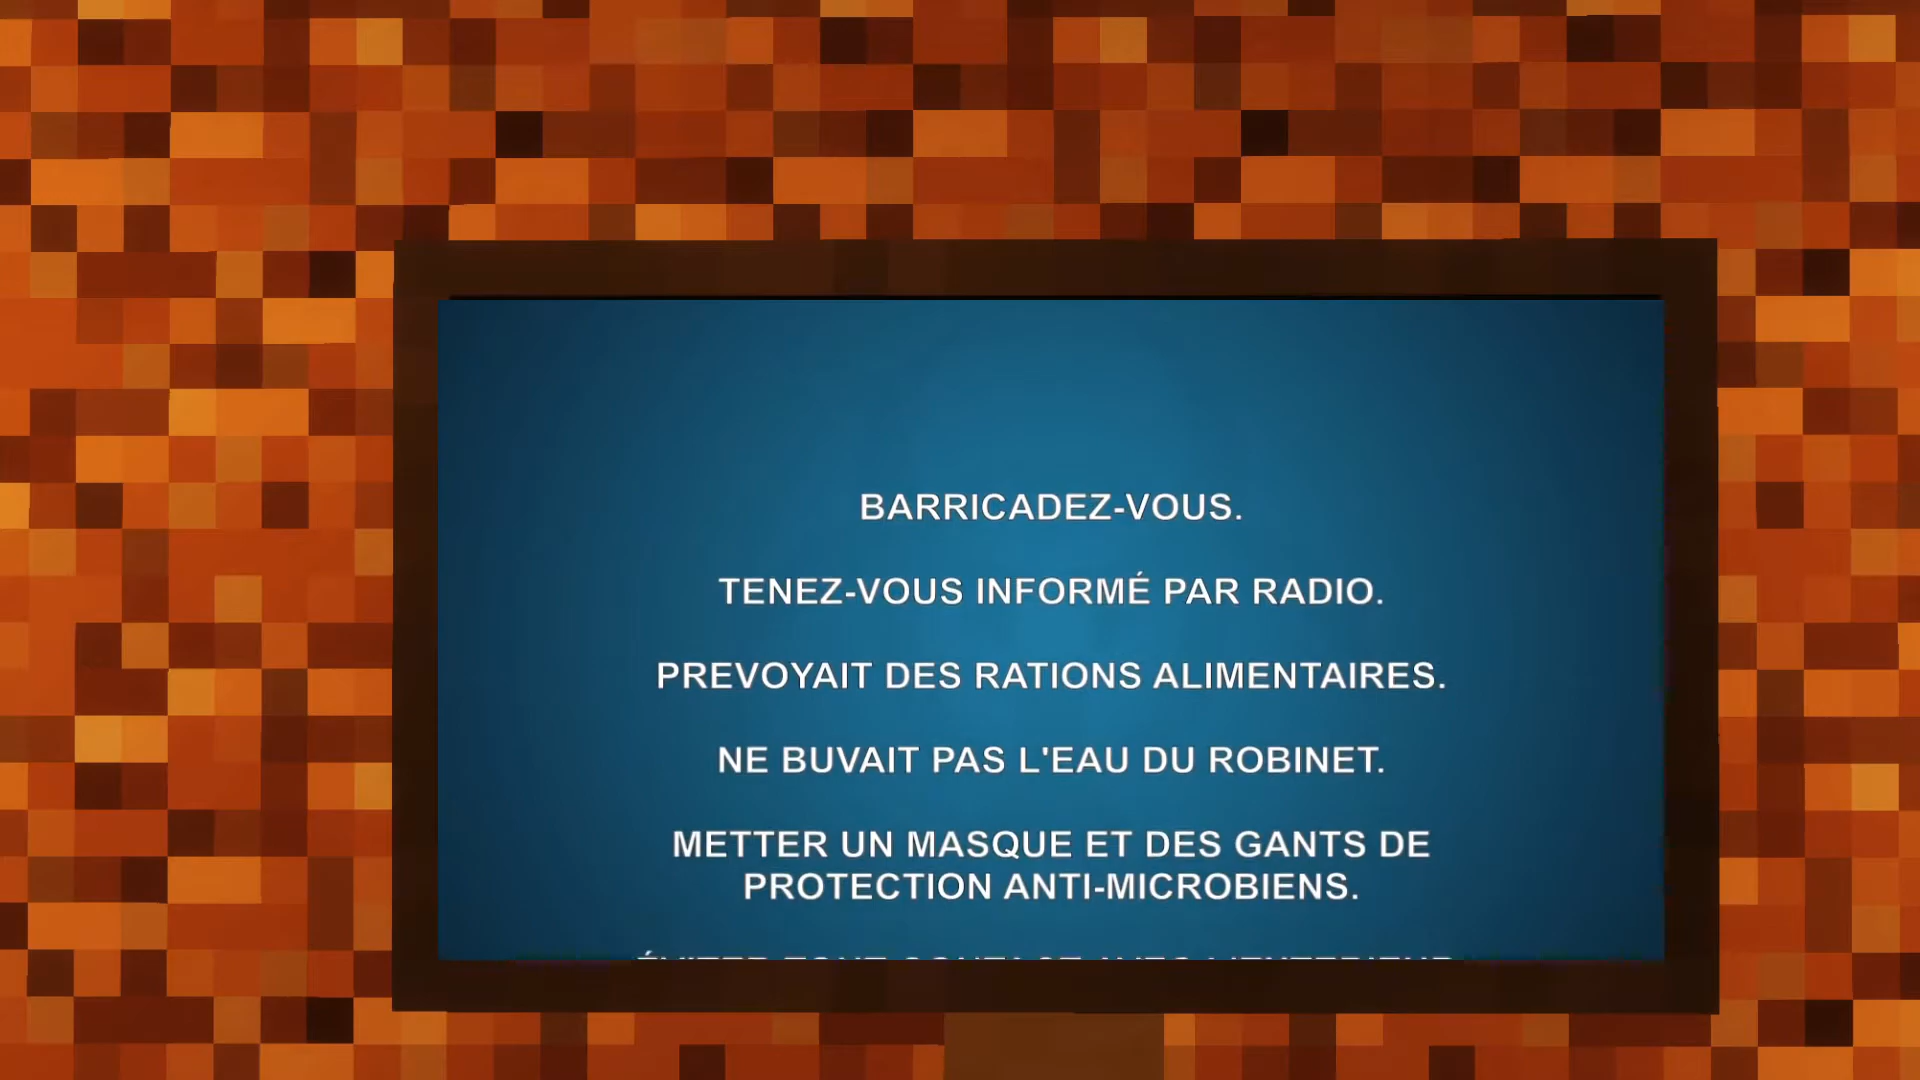 BARRICADEZ-VOUS.
TENEZ-VOUS INFORMÉ PAR RADIO.
PREVOYAIT DES RATIONS ALIMENTAIRES.
NE BUVAIT PAS L'EAU DU ROBINET.
METTER UN MASQUE ET DES GANTS DE
PROTECTION ANTI-MICROBIENS.